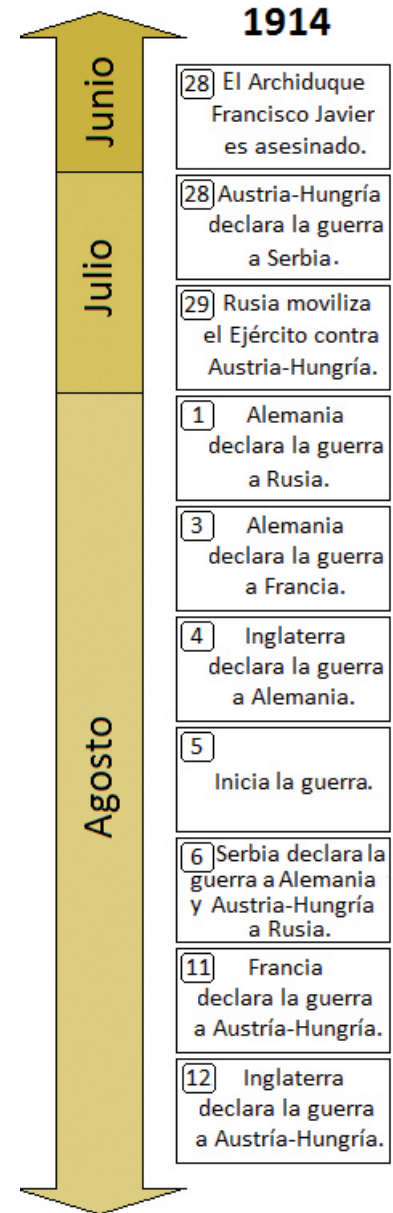 1914
Junio
28 El Archiduque
Francisco Javier
es asesinado.
Julio
28 Austria-Hungría
declara la guerra
a Serbia.
29 Rusia moviliza
el Ejército contra
Austria-Hungría.
Agosto
1 Alemania
declara la guerra
a Rusia.
3 Alemania
declara la guerra
a Francia.
4 Inglaterra
declara la guerra
a Alemania.
5
Inicia la guerra.
6 Serbia declara la
guerra a Alemania
y Austria-Hungría
a Rusia.
11 Francia
declara la guerra
a Austría-Hungría.
12 Inglaterra
declara la guerra
a Austría-Hungría.